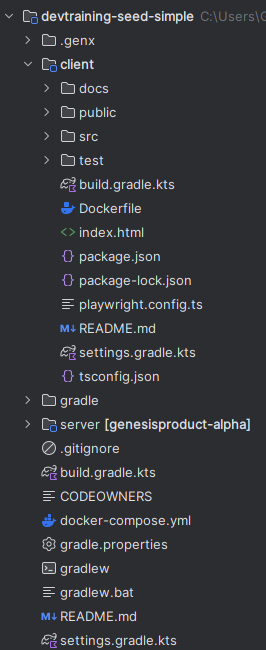 devtraining-seed-simple C:\Users\
.genx
client
docs
public
src
test
build.gradle.kts
Dockerfile
index.html
package.json
package-lock.json
playwright.config.ts
README.md
settings.gradle.kts
tsconfig.json
gradle
server [genesisproduct-alpha]
.gitignore
build.gradle.kts
CODEOWNERS
docker-compose.yml
gradle.properties
gradlew
gradlew.bat
README.md
settings.gradle.kts